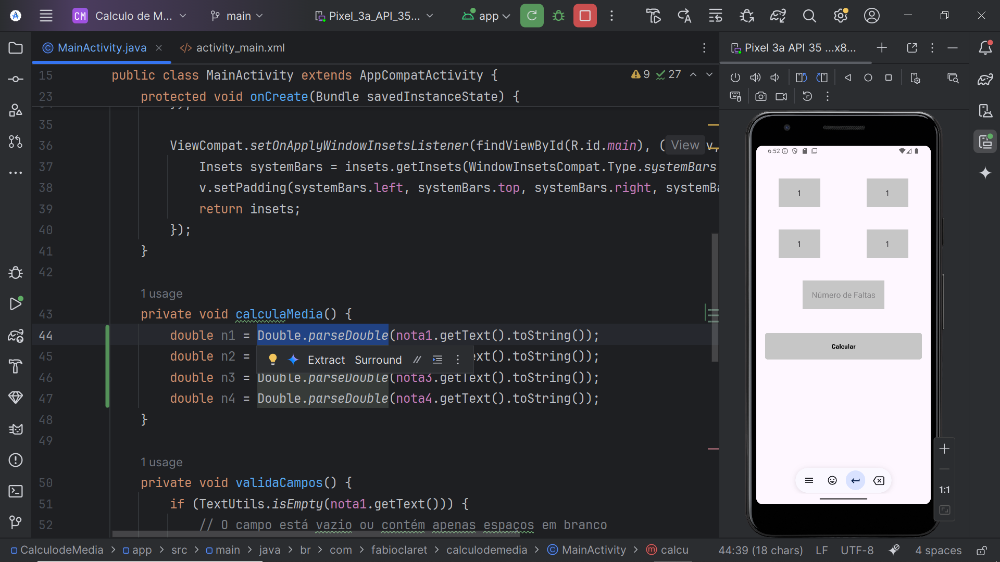 CM Calculo de M... main Pixel_3a_API_35... app
MainActivity.java activity_main.xml Pixel 3a API 35 ...x8...
15 public class MainActivity extends AppCompatActivity { 9 27
23 protected void onCreate(Bundle savedInstanceState) {
});
35
36 ViewCompat.setOnApplyWindowInsetsListener(findViewById(R.id.main), ( View v,
37 Insets systemBars = insets.getInsets(WindowInsetsCompat.Type.systemBars
38 v.setPadding(systemBars.left, systemBars.top, systemBars.right, systemBa
39 return insets;
40 });
41 }
42
1 usage
43 private void calculaMedia() {
44 double n1 = Double.parseDouble(nota1.getText().toString());
45 double n2 = xt().toString());
Extract Surround //
46 double n3 = Double.parseDouble(nota3.getText().toString());
47 double n4 = Double.parseDouble(nota4.getText().toString());
48 }
49
1 usage
50 private void validaCampos() {
51 if (TextUtils.isEmpty(nota1.getText())) {
52 // O campo está vazio ou contém apenas espaços em branco
6:52
1 1
1 1
Número de Faltas
Calcular
1:1
CalculodeMedia > app > src > main > java > br > com > fabioclaret > calculodemedia > MainActivity > calcu 44:39 (18 chars) LF UTF-8 4 spaces